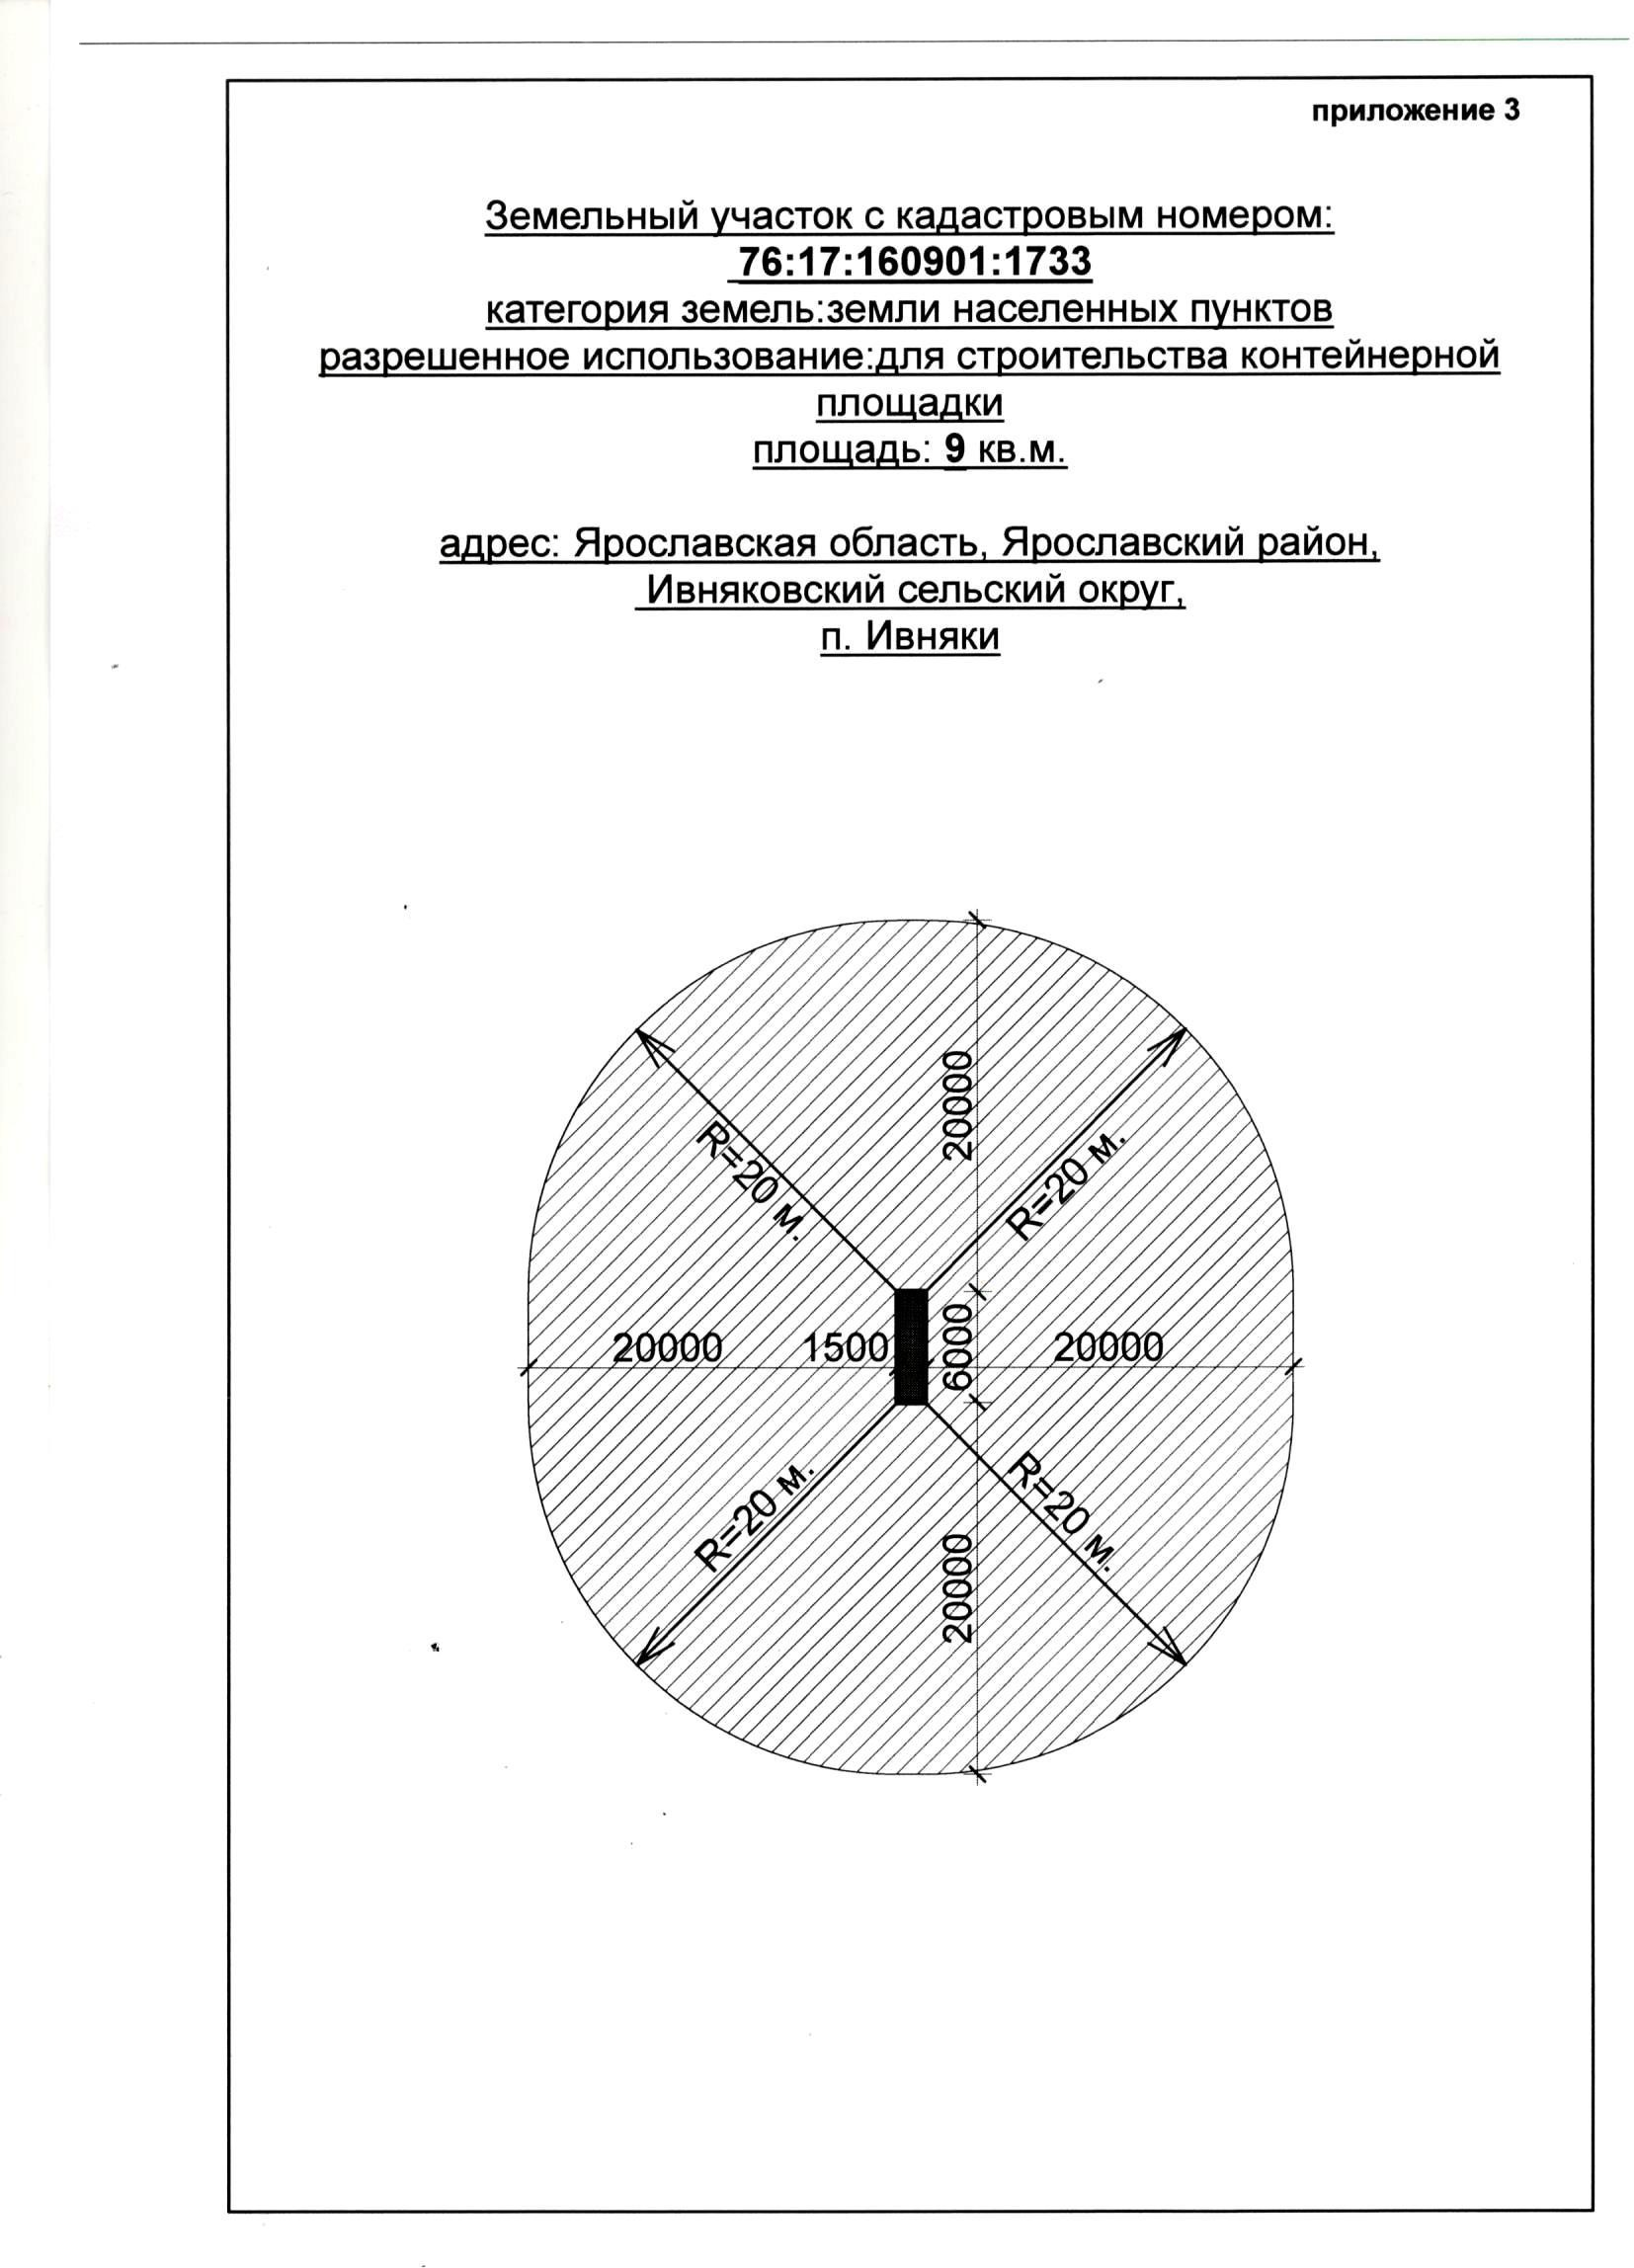 приложение 3
Земельный участок с кадастровым номером:
76:17:160901:1733
категория земель:земли населенных пунктов
разрешенное использование:для строительства контейнерной
площадки
площадь: 9 кв.м.
адрес: Ярославская область, Ярославский район,
Ивняковский сельский округ,
п. Ивняки
20000
R=20 м.
R=20 м.
20000
1500
6000
20000
R=20 м.
R=20 м.
20000